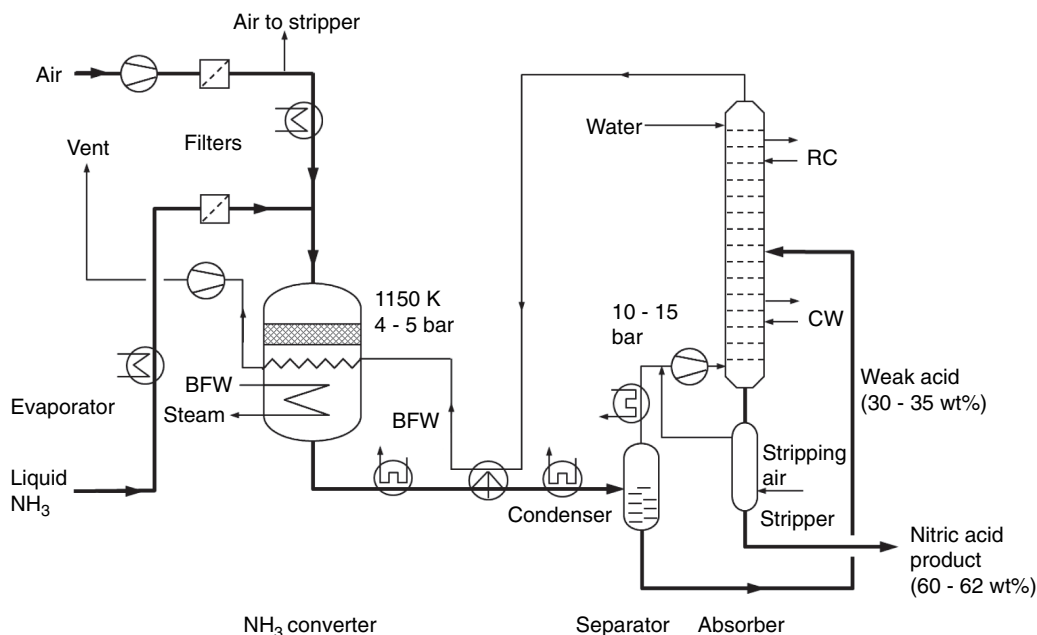 Air to stripper
Air
Water
Vent
Filters
RC
1150 K
4 - 5 bar
10 - 15
bar
CW
BFW
Steam
BFW
Evaporator
Weak acid
(30 - 35 wt%)
Liquid
NH3
Condenser
Stripping
air
Stripper
Nitric acid
product
(60 - 62 wt%)
NH3 converter
Separator
Absorber